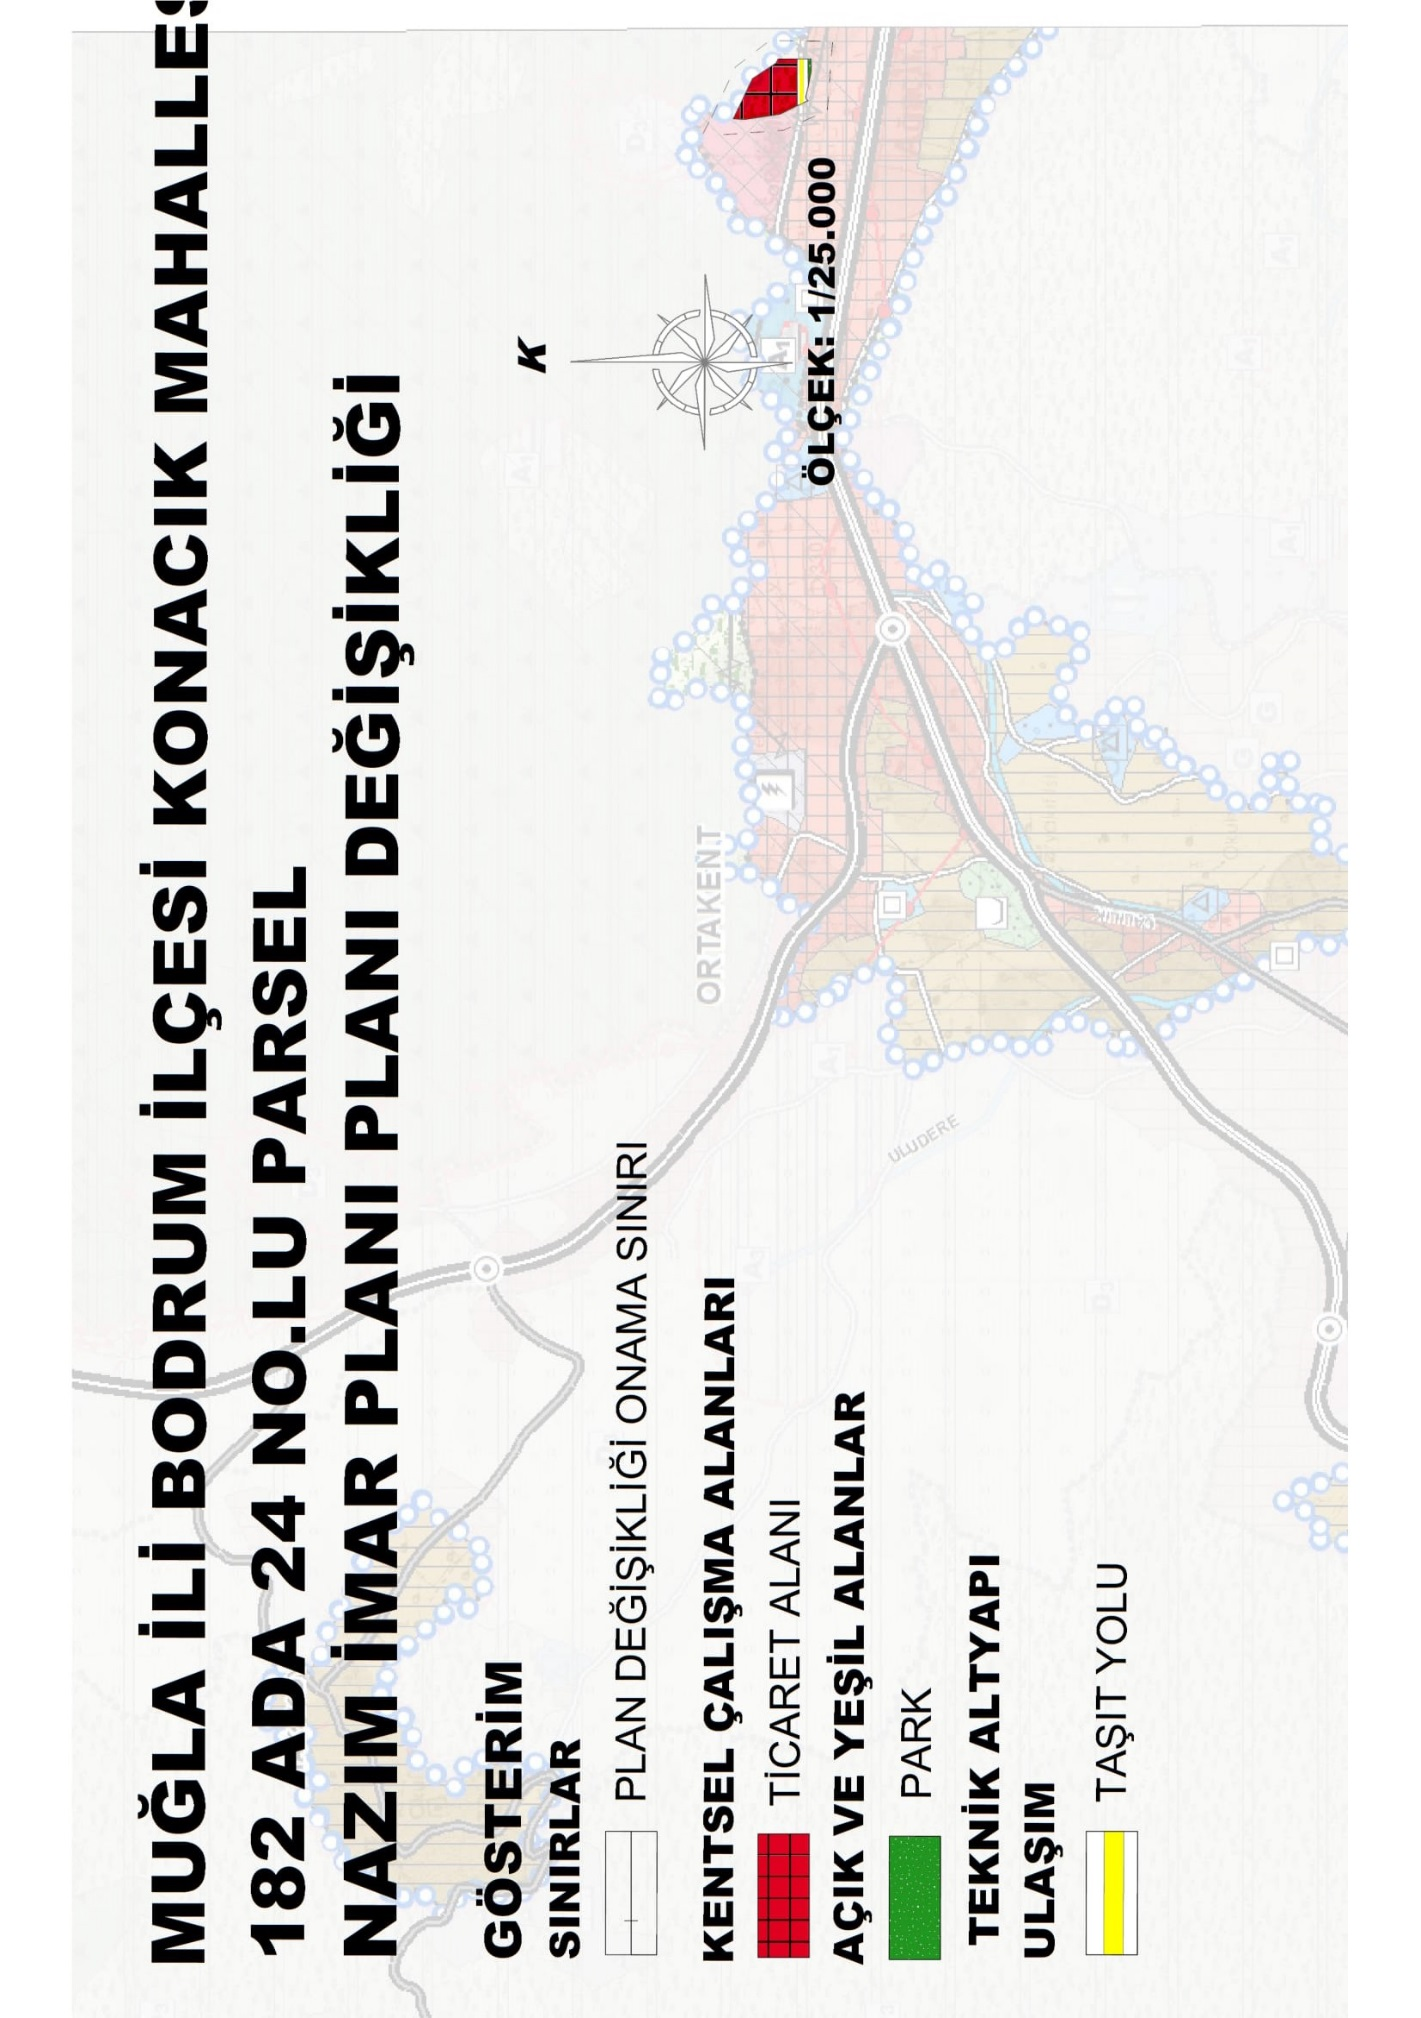 MUĞLA İLİ BODRUM İLÇESİ KONACIK MAHALLES
182 ADA 24 NO.LU PARSEL
NAZIM İMAR PLANI PLANI DEĞİŞİKLİĞİ
K
ÖLÇEK: 1/25.000
GÖSTERİM
SINIRLAR
PLAN DEĞİŞİKLİĞİ ONAMA SINIRI
KENTSEL ÇALIŞMA ALANLARI
TİCARET ALANI
AÇIK VE YEŞİL ALANLAR
PARK
TEKNİK ALTYAPI
ULAŞIM
TAŞIT YOLU
ORTAKENT
ULUDERE